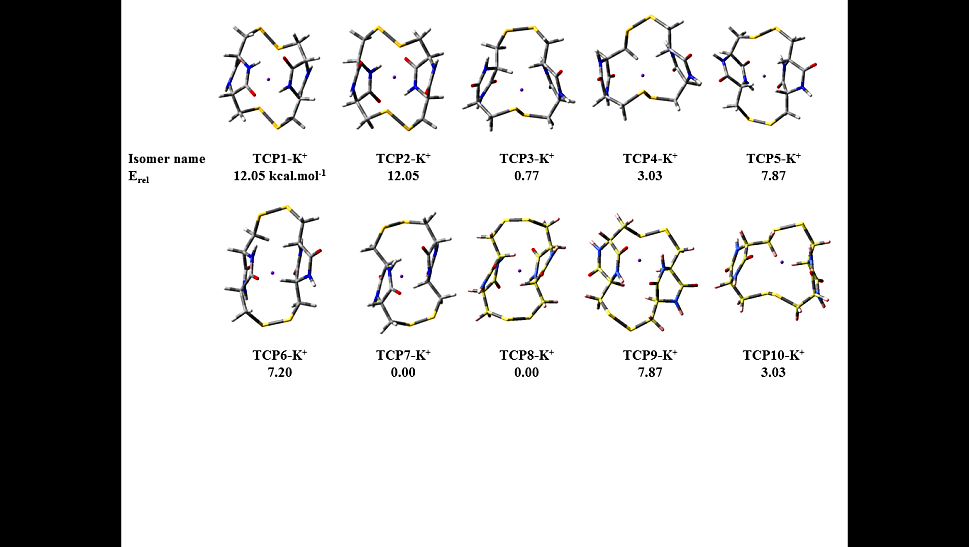 Isomer name TCP1-K⁺ TCP2-K⁺ TCP3-K⁺ TCP4-K⁺ TCP5-K⁺
E_rel 12.05 kcal.mol⁻¹ 12.05 0.77 3.03 7.87
TCP6-K⁺ TCP7-K⁺ TCP8-K⁺ TCP9-K⁺ TCP10-K⁺
7.20 0.00 0.00 7.87 3.03